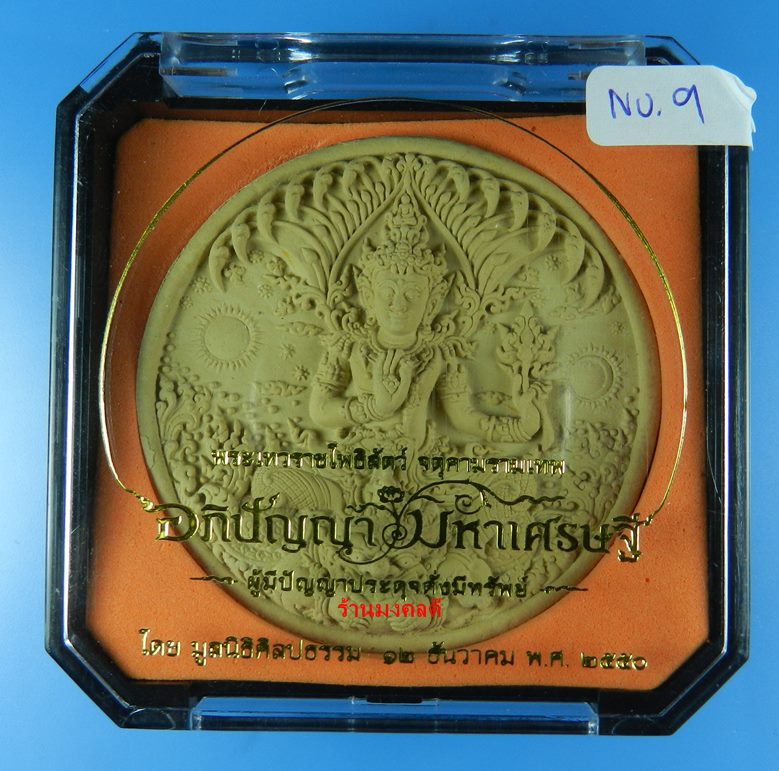 No. 9
พระเทวราชโพธิสัตว์ จตุคามรามเทพ
อภิปัญญามหาเศรษฐี
ผู้มีปัญญาประดุจดั่งมีทรัพย์
ร้านมงคลดี
โดย มูลนิธิศิลปธรรม ๑๒ ธันวาคม พ.ศ. ๒๕๕๐